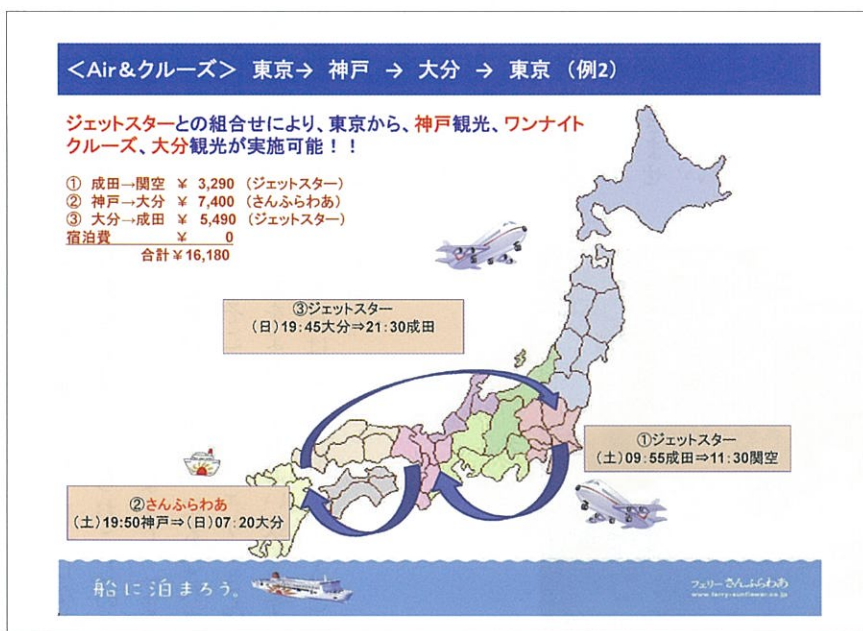 ＜Air&クルーズ＞ 東京→ 神戸 → 大分 → 東京 （例2）
ジェットスターとの組合せにより、東京から、神戸観光、ワンナイト
クルーズ、大分観光が実施可能！！
① 成田→関空 ￥ 3,290 （ジェットスター）
② 神戸→大分 ￥ 7,400 （さんふらわあ）
③ 大分→成田 ￥ 5,490 （ジェットスター）
宿泊費 ￥ 0
合計￥16,180
③ジェットスター
（日）19：45大分⇒21：30成田
①ジェットスター
（土）09：55成田⇒11：30関空
②さんふらわあ
（土）19：50神戸⇒（日）07：20大分
船に泊まろう。
フェリーさんふらわあ
www.ferry-sunflower.co.jp